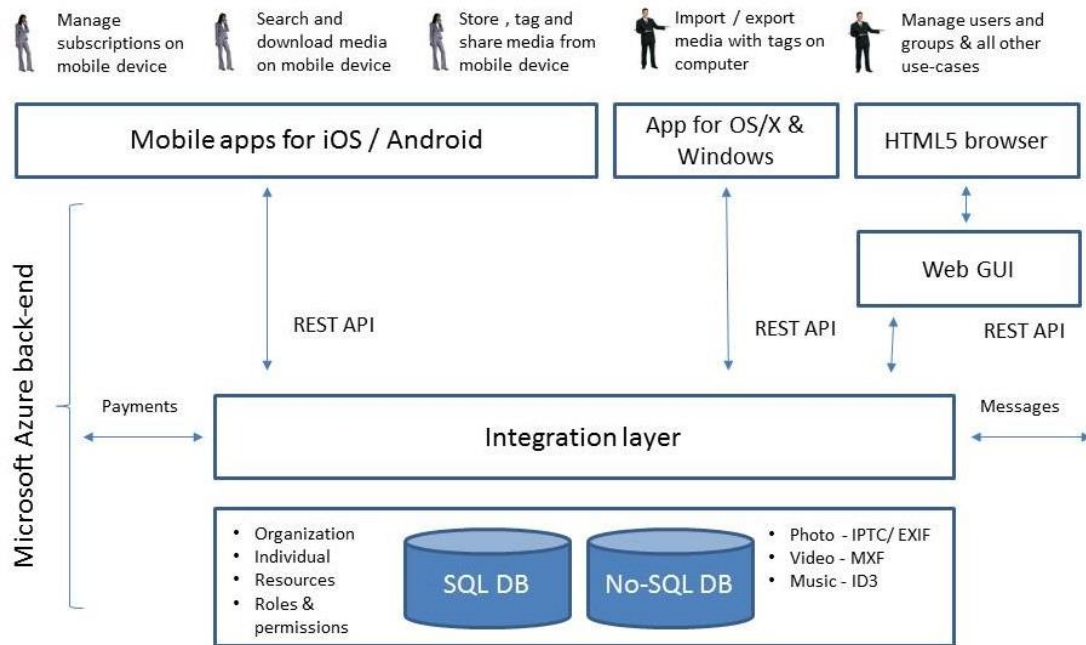 Manage
subscriptions on
mobile device
Search and
download media
on mobile device
Store , tag and
share media from
mobile device
Import / export
media with tags on
computer
Manage users and
groups & all other
use-cases
Mobile apps for iOS / Android
App for OS/X &
Windows
HTML5 browser
Web GUI
REST API
REST API
REST API
Microsoft Azure back-end
Payments
Integration layer
Messages
• Organization
• Individual
• Resources
• Roles &
permissions
SQL DB
No-SQL DB
• Photo - IPTC/ EXIF
• Video - MXF
• Music - ID3